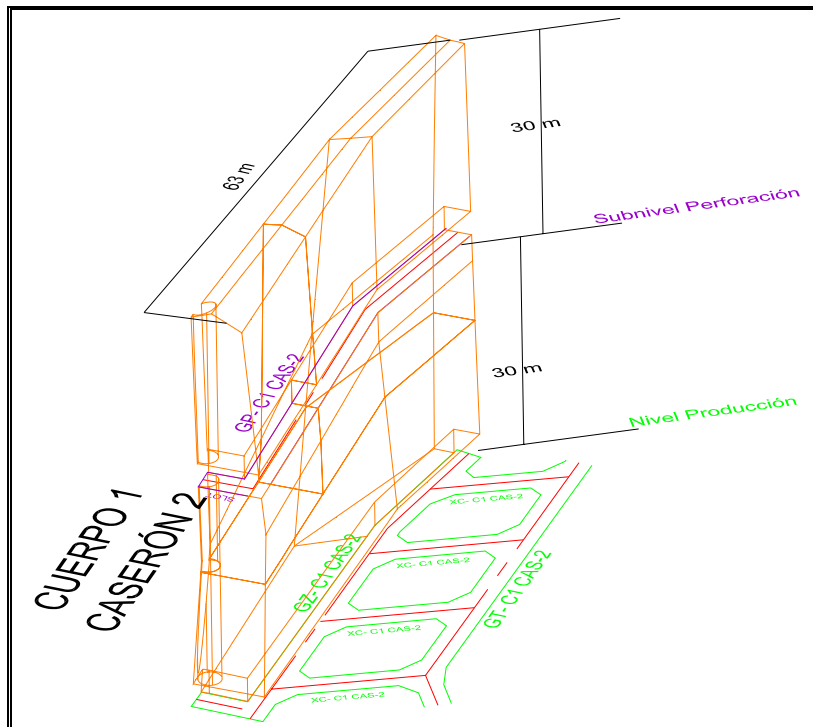 63 m
30 m
Subnivel Perforación
30 m
Nivel Producción
GP- C1 CAS-2
SLOT
CUERPO 1
CASERÓN 2
GZ- C1 CAS-2
GT- C1 CAS-2
XC- C1 CAS-2
XC- C1 CAS-2
XC- C1 CAS-2
XC- C1 CAS-2